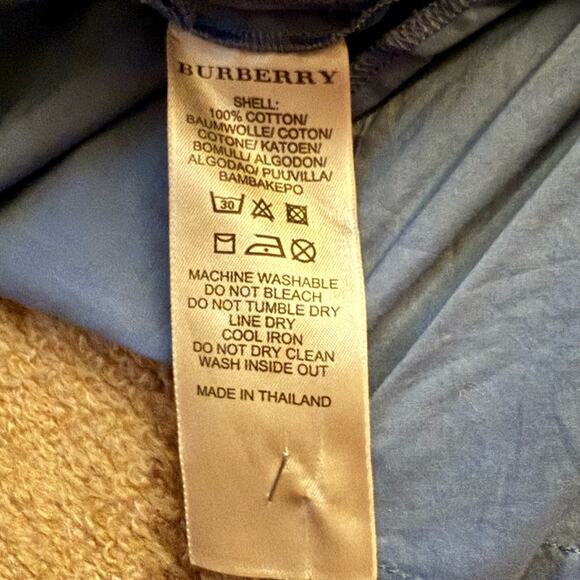 BURBERRY
SHELL:
100% COTTON/
BAUMWOLLE/ COTON/
COTONE/ KATOEN/
BOMULL/ ALGODON/
ALGODAO/ PUUVILLA/
BAMBAKEPO
30
MACHINE WASHABLE
DO NOT BLEACH
DO NOT TUMBLE DRY
LINE DRY
COOL IRON
DO NOT DRY CLEAN
WASH INSIDE OUT
MADE IN THAILAND